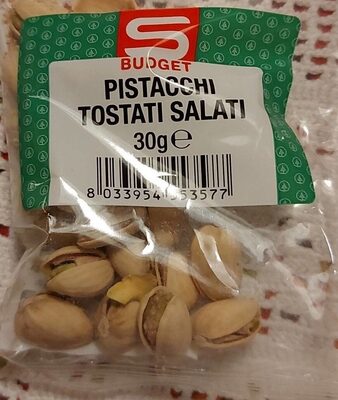 S
BUDGET
PISTACCHI
TOSTATI SALATI
30g℮
8 033954 353577